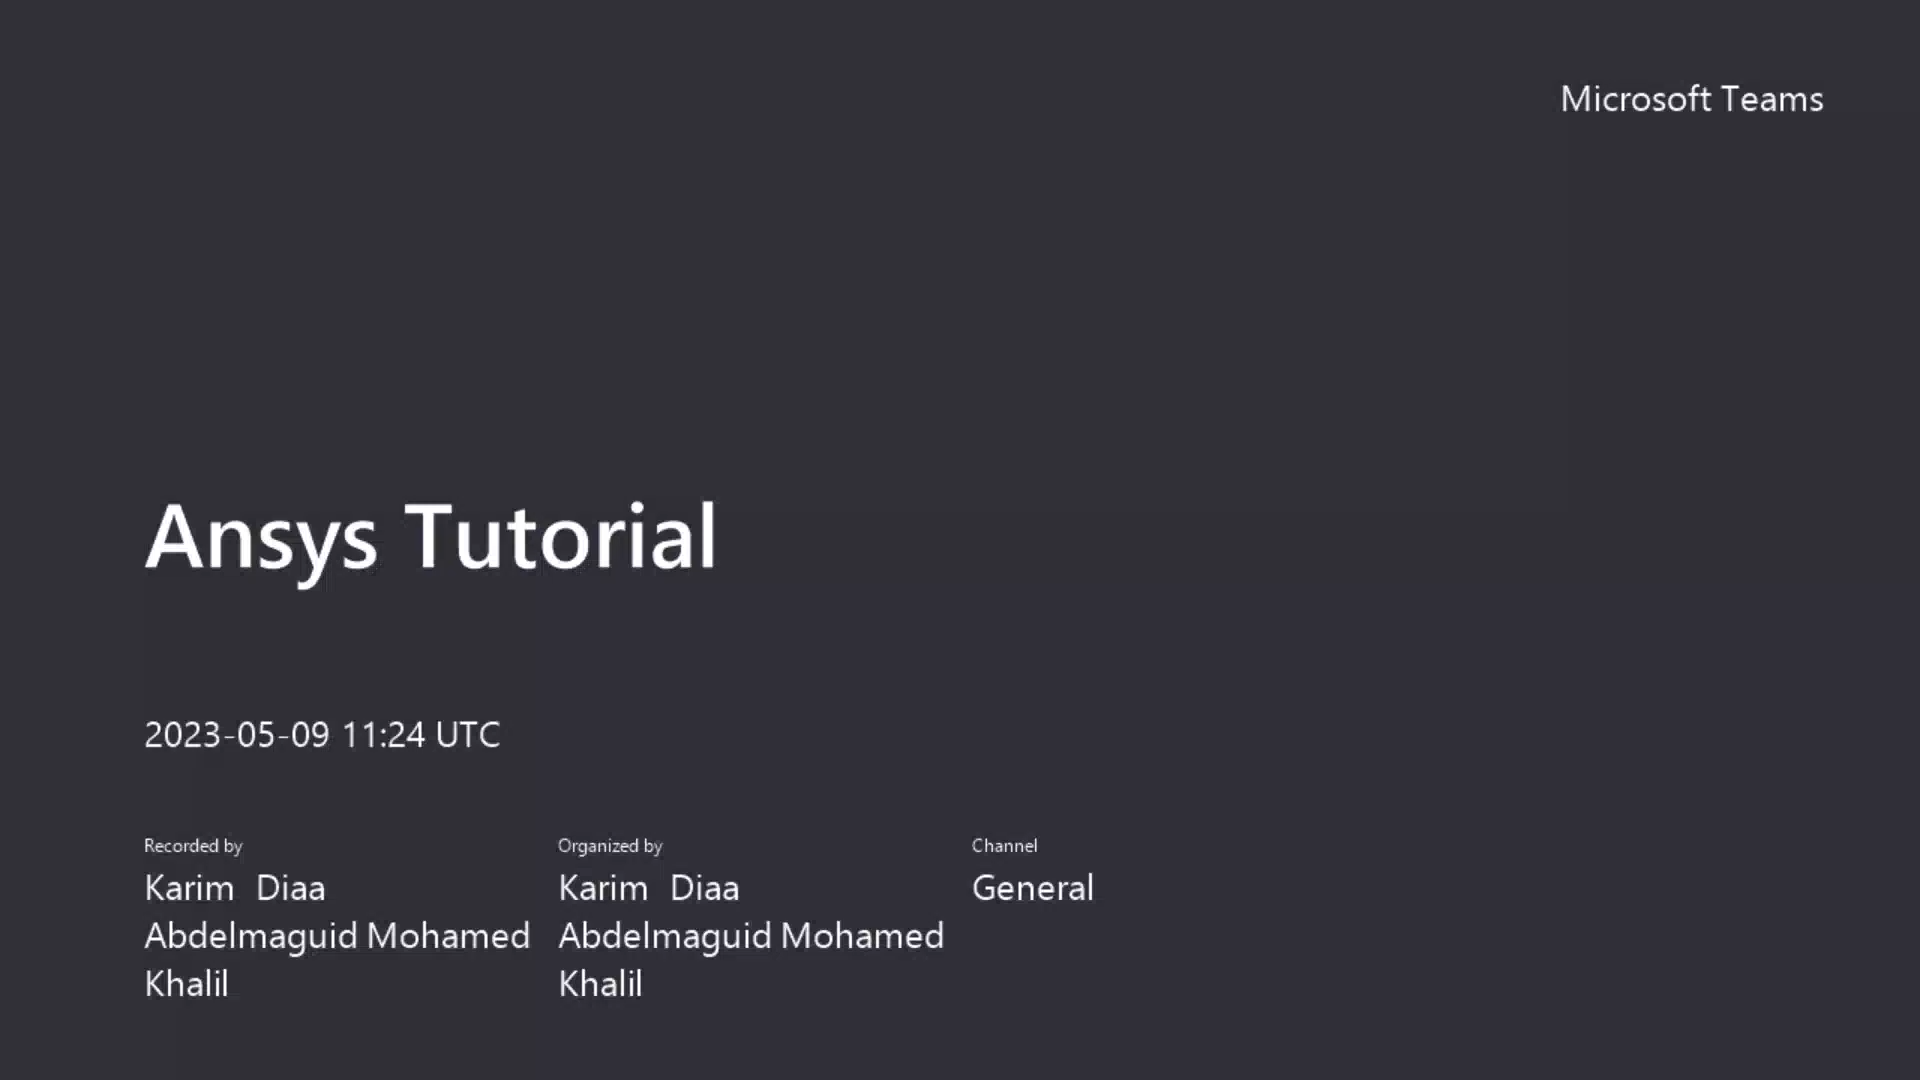 Microsoft Teams
Ansys Tutorial
2023-05-09 11:24 UTC
Recorded by
Karim  Diaa
Abdelmaguid Mohamed
Khalil
Organized by
Karim  Diaa
Abdelmaguid Mohamed
Khalil
Channel
General